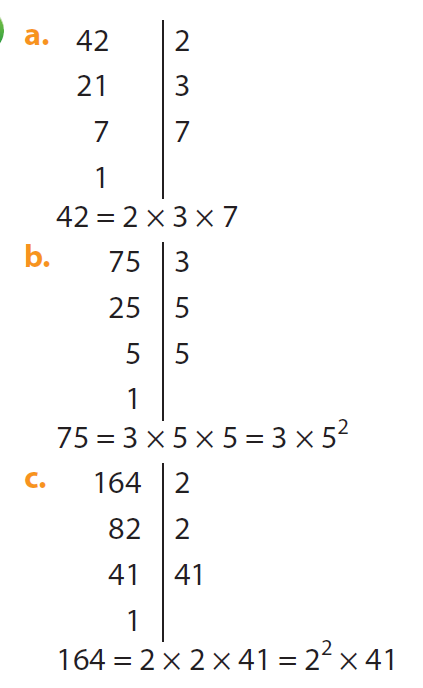 a. 42 | 2
21 | 3
7 | 7
1 |
42 = 2 × 3 × 7
b. 75 | 3
25 | 5
5 | 5
1 |
75 = 3 × 5 × 5 = 3 × 5²
c. 164 | 2
82 | 2
41 | 41
1 |
164 = 2 × 2 × 41 = 2² × 41